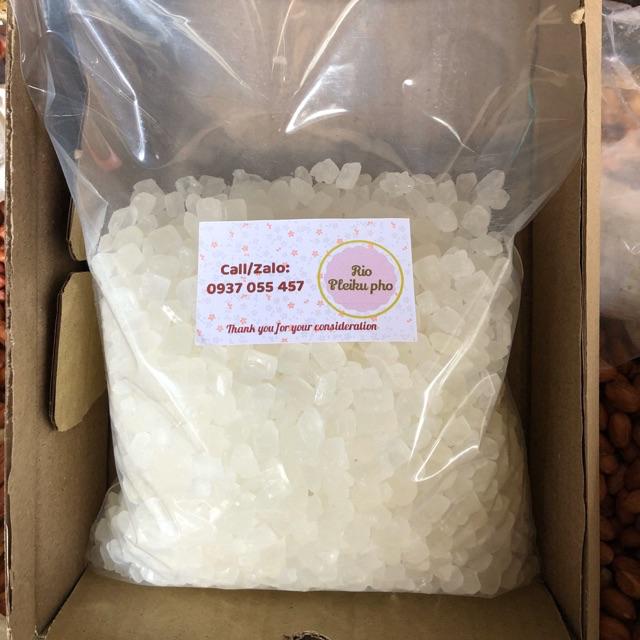 Call/Zalo:
0937 055 457
Rio
Pleiku pho
Thank you for your consideration